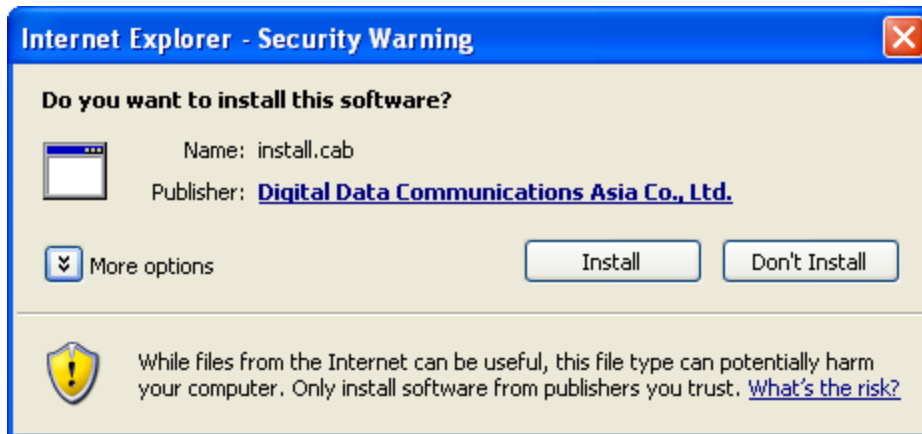 Internet Explorer - Security Warning
Do you want to install this software?
Name: install.cab
Publisher: Digital Data Communications Asia Co., Ltd.
More options
Install
Don't Install
While files from the Internet can be useful, this file type can potentially harm
your computer. Only install software from publishers you trust. What's the risk?